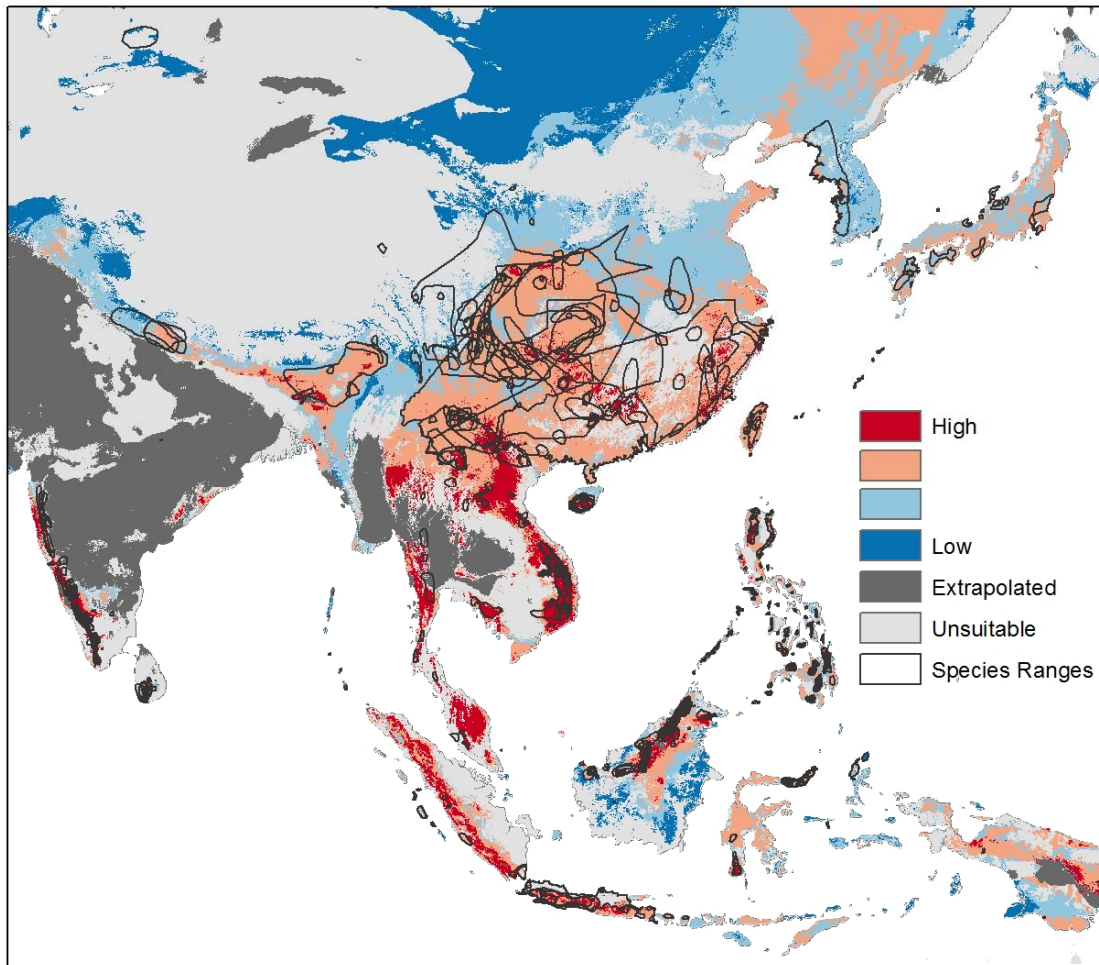 High
Low
Extrapolated
Unsuitable
Species Ranges